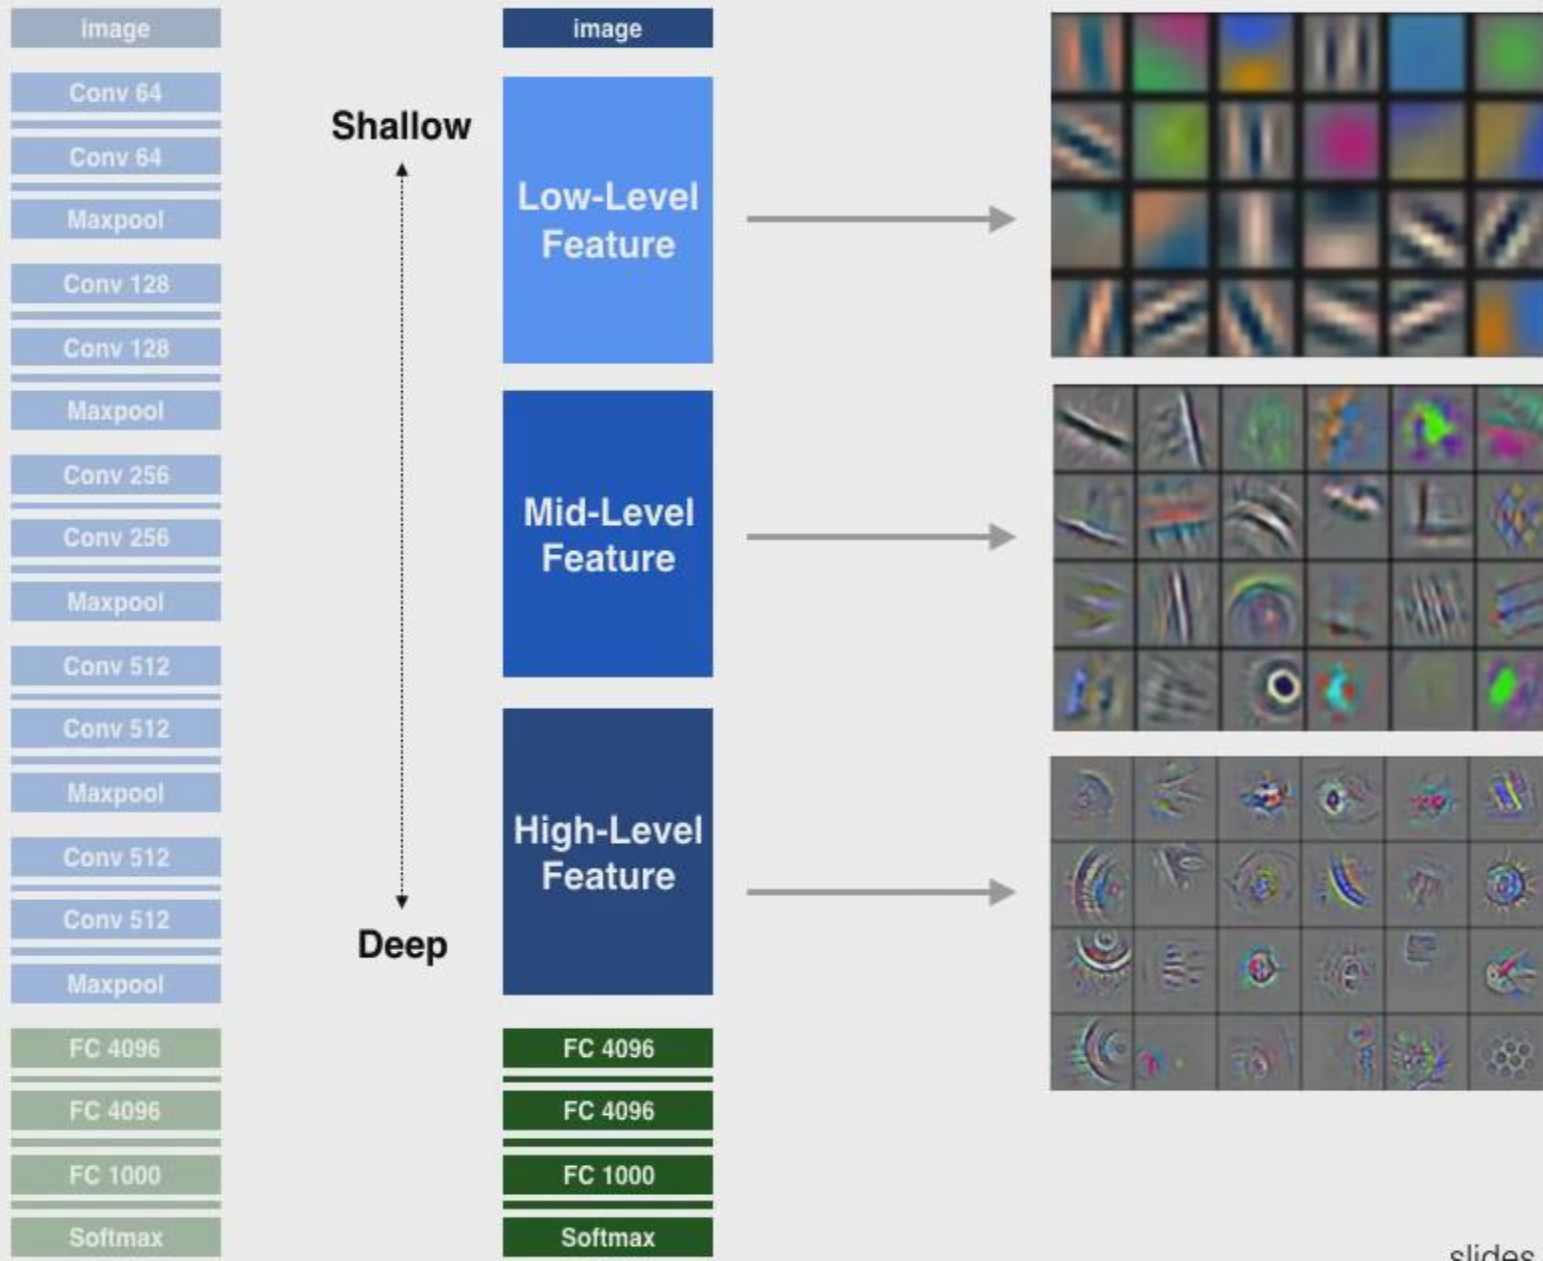 image
Conv 64
Conv 64
Maxpool
Conv 128
Conv 128
Maxpool
Conv 256
Conv 256
Maxpool
Conv 512
Conv 512
Maxpool
Conv 512
Conv 512
Maxpool
FC 4096
FC 4096
FC 1000
Softmax
Shallow
Deep
image
Low-Level
Feature
Mid-Level
Feature
High-Level
Feature
FC 4096
FC 4096
FC 1000
Softmax
slides